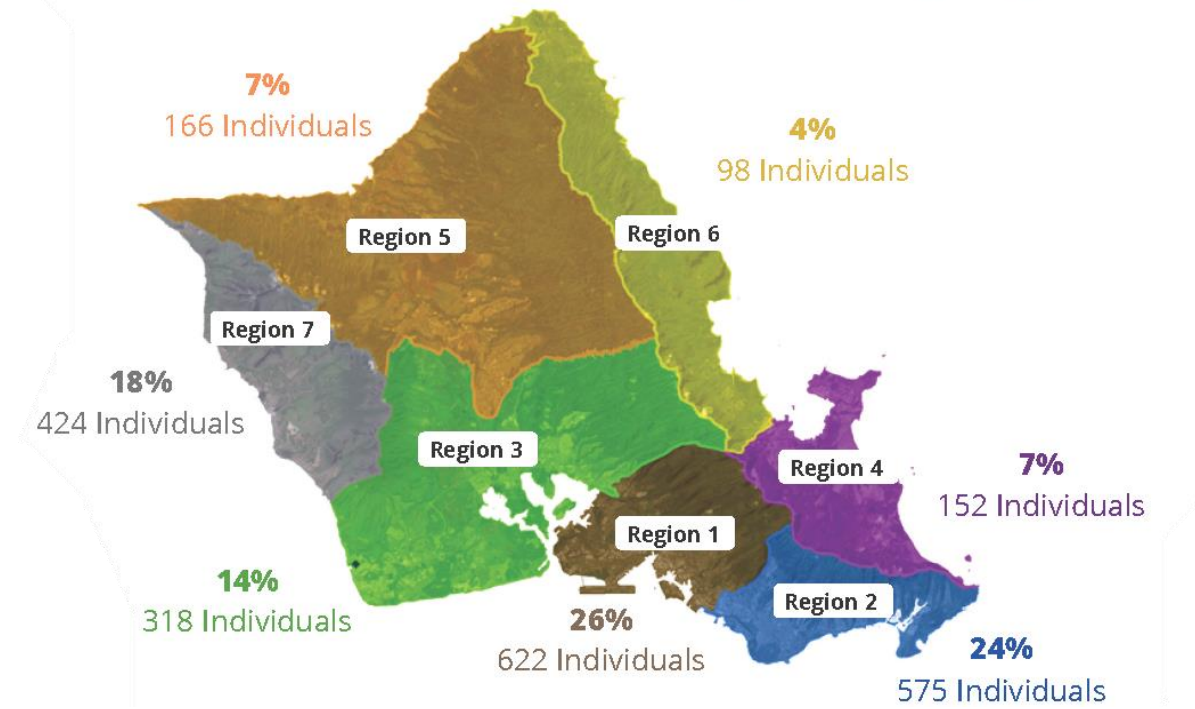 7%
166 Individuals
4%
98 Individuals
Region 5
Region 6
Region 7
18%
424 Individuals
Region 3
Region 4
7%
152 Individuals
Region 1
14%
318 Individuals
Region 2
26%
622 Individuals
24%
575 Individuals